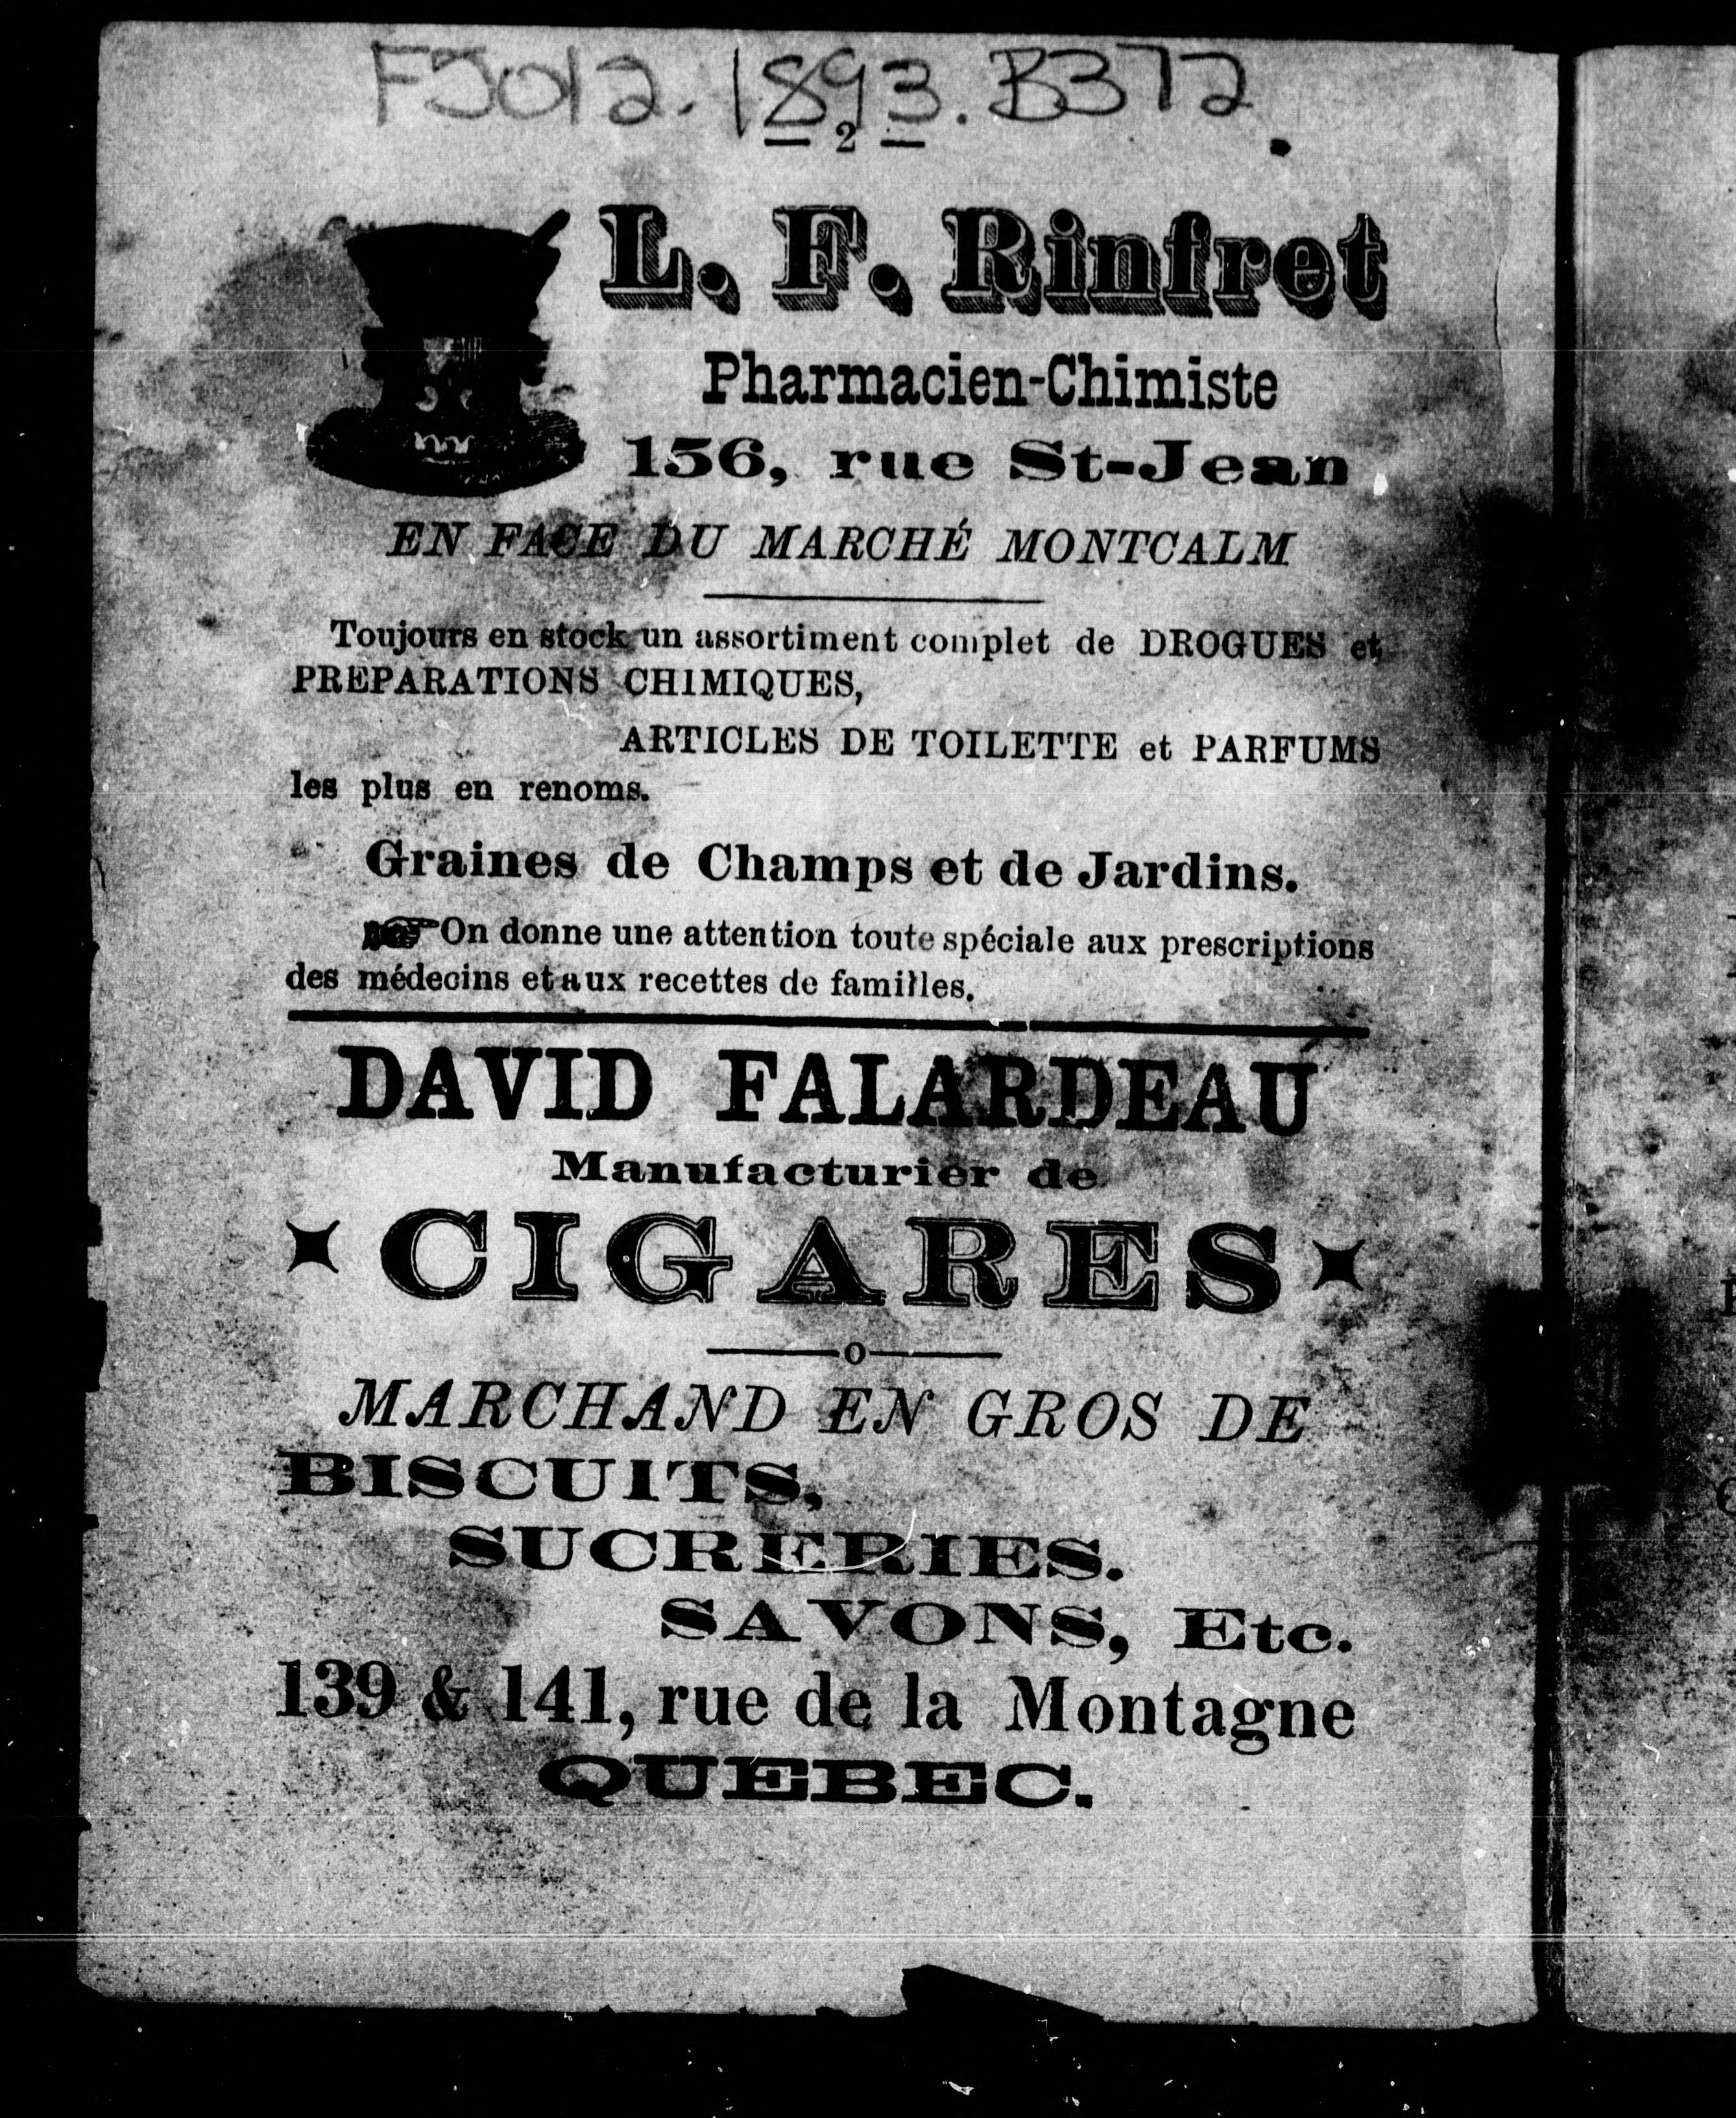 F5012. 1893. B372.
— 2 —
L. F. Rinfret
Pharmacien-Chimiste
156, rue St-Jean
EN FACE DU MARCHÉ MONTCALM
Toujours en stock un assortiment complet de DROGUES et
PREPARATIONS CHIMIQUES,
ARTICLES DE TOILETTE et PARFUMS
les plus en renoms.
Graines de Champs et de Jardins.
On donne une attention toute spéciale aux prescriptions
des médecins et aux recettes de familles.
DAVID FALARDEAU
Manufacturier de
CIGARES
—o—
MARCHAND EN GROS DE
BISCUITS,
SUCRERIES.
SAVONS, Etc.
139 & 141, rue de la Montagne
QUEBEC.